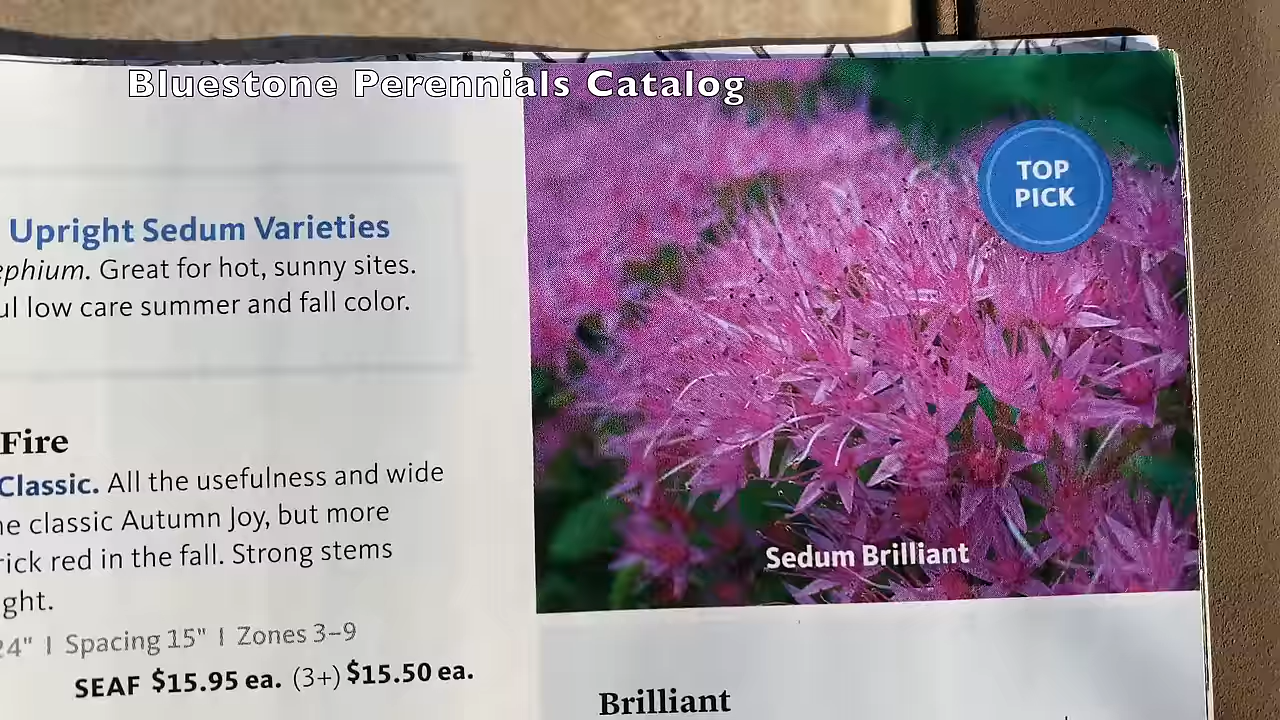 Bluestone Perennials Catalog
Upright Sedum Varieties
ephium. Great for hot, sunny sites.
ul low care summer and fall color.
Fire
Classic. All the usefulness and wide
ne classic Autumn Joy, but more
rick red in the fall. Strong stems
ght.
24" | Spacing 15" | Zones 3–9
SEAF $15.95 ea. (3+) $15.50 ea.
TOP
PICK
Sedum Brilliant
Brilliant